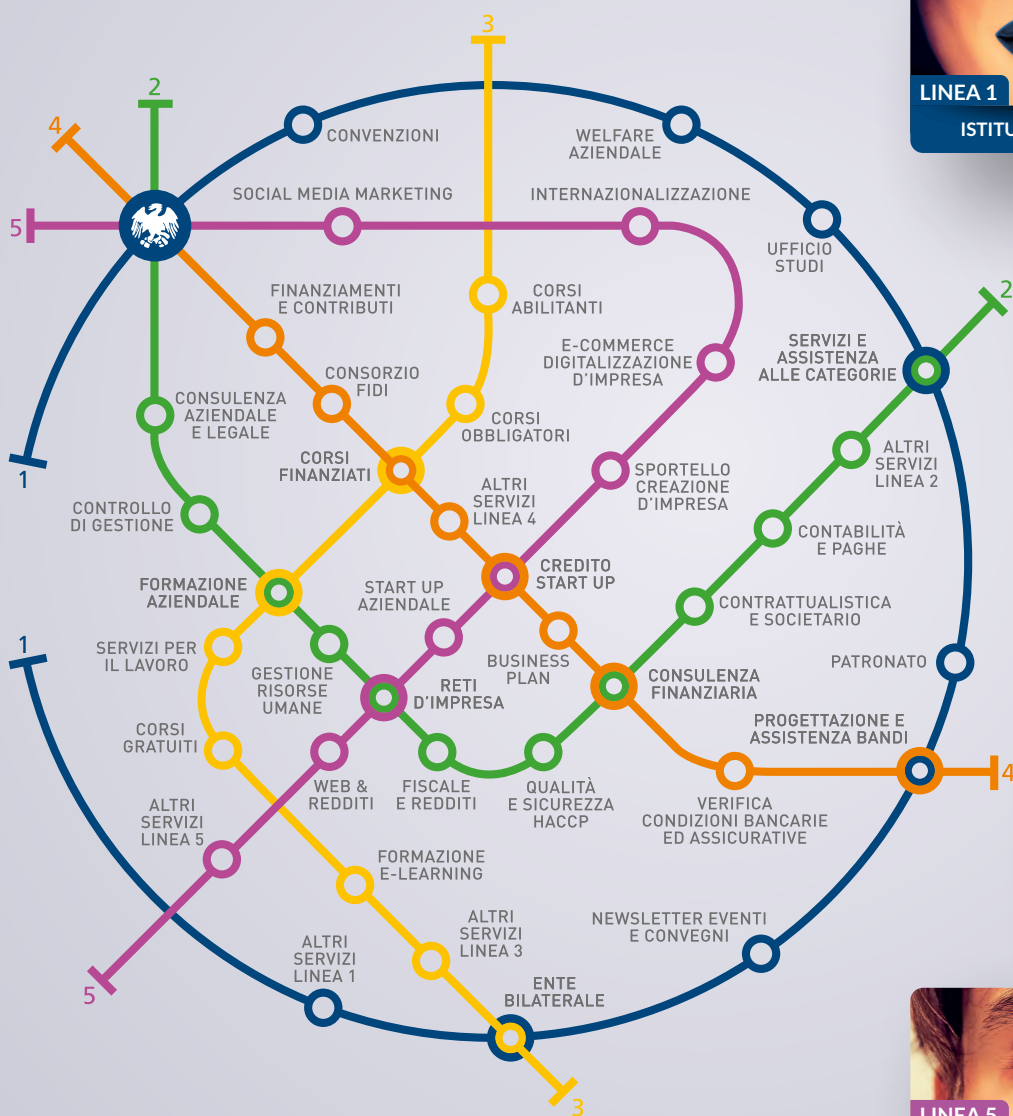 3
2
4
LINEA 1
CONVENZIONI
WELFARE
AZIENDALE
SOCIAL MEDIA MARKETING
INTERNAZIONALIZZAZIONE
5
UFFICIO
STUDI
FINANZIAMENTI
E CONTRIBUTI
CORSI
ABILITANTI
2
E-COMMERCE
DIGITALIZZAZIONE
D'IMPRESA
SERVIZI E
ASSISTENZA
ALLE CATEGORIE
CONSORZIO
FIDI
CONSULENZA
AZIENDALE
E LEGALE
CORSI
OBBLIGATORI
1
CORSI
FINANZIATI
ALTRI
SERVIZI
LINEA 4
SPORTELLO
CREAZIONE
D'IMPRESA
ALTRI
SERVIZI
LINEA 2
CONTROLLO
DI GESTIONE
CONTABILITÀ
E PAGHE
FORMAZIONE
AZIENDALE
START UP
AZIENDALE
CREDITO
START UP
CONTRATTUALISTICA
E SOCIETARIO
1
SERVIZI PER
IL LAVORO
GESTIONE
RISORSE
UMANE
RETI
D'IMPRESA
BUSINESS
PLAN
CONSULENZA
FINANZIARIA
PATRONATO
CORSI
GRATUITI
PROGETTAZIONE E
ASSISTENZA BANDI
4
ALTRI
SERVIZI
LINEA 5
WEB &
REDDITI
FISCALE
E REDDITI
QUALITÀ
E SICUREZZA
HACCP
VERIFICA
CONDIZIONI BANCARIE
ED ASSICURATIVE
FORMAZIONE
E-LEARNING
ALTRI
SERVIZI
LINEA 3
NEWSLETTER EVENTI
E CONVEGNI
ALTRI
SERVIZI
LINEA 1
5
ENTE
BILATERALE
3
LINEA 5